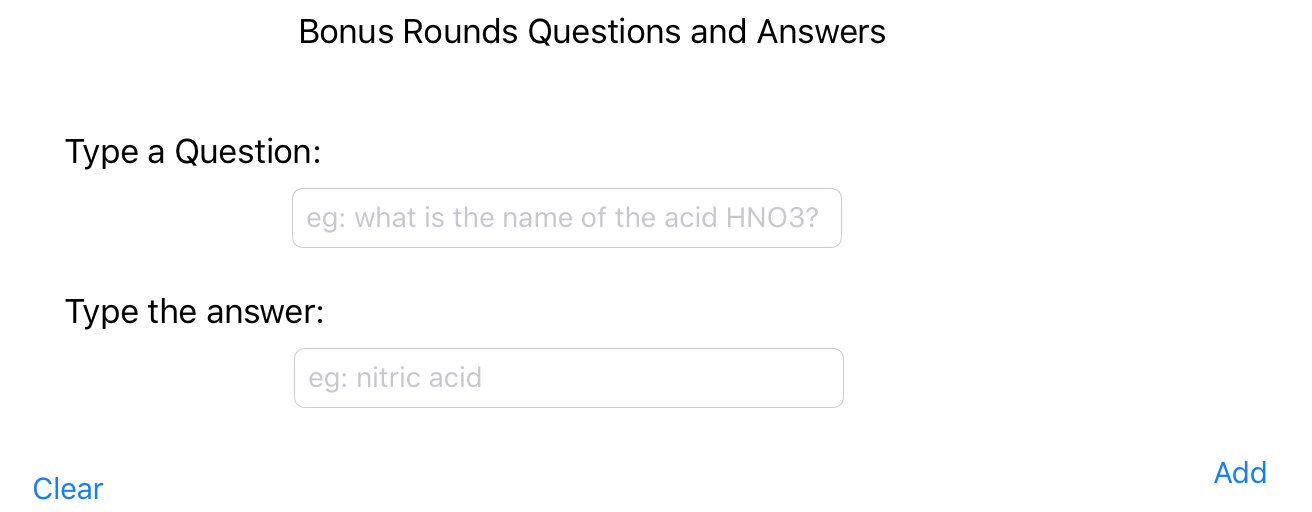 Bonus Rounds Questions and Answers
Type a Question:
eg: what is the name of the acid HNO3?
Type the answer:
eg: nitric acid
Clear
Add